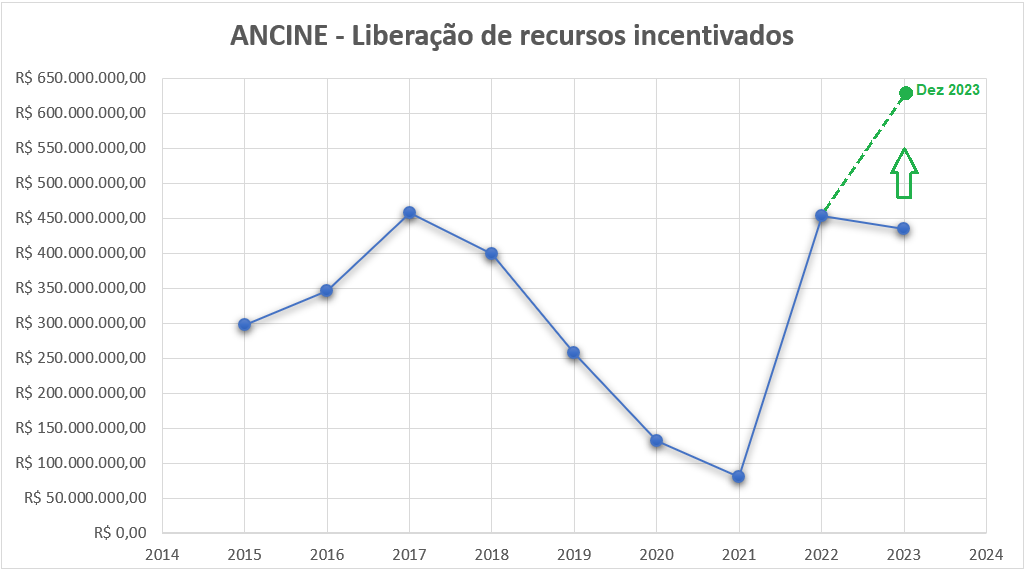 ANCINE - Liberação de recursos incentivados
R$ 650.000.000,00
Dez 2023
R$ 600.000.000,00
R$ 550.000.000,00
R$ 500.000.000,00
R$ 450.000.000,00
R$ 400.000.000,00
R$ 350.000.000,00
R$ 300.000.000,00
R$ 250.000.000,00
R$ 200.000.000,00
R$ 150.000.000,00
R$ 100.000.000,00
R$ 50.000.000,00
R$ 0,00
2014 2015 2016 2017 2018 2019 2020 2021 2022 2023 2024